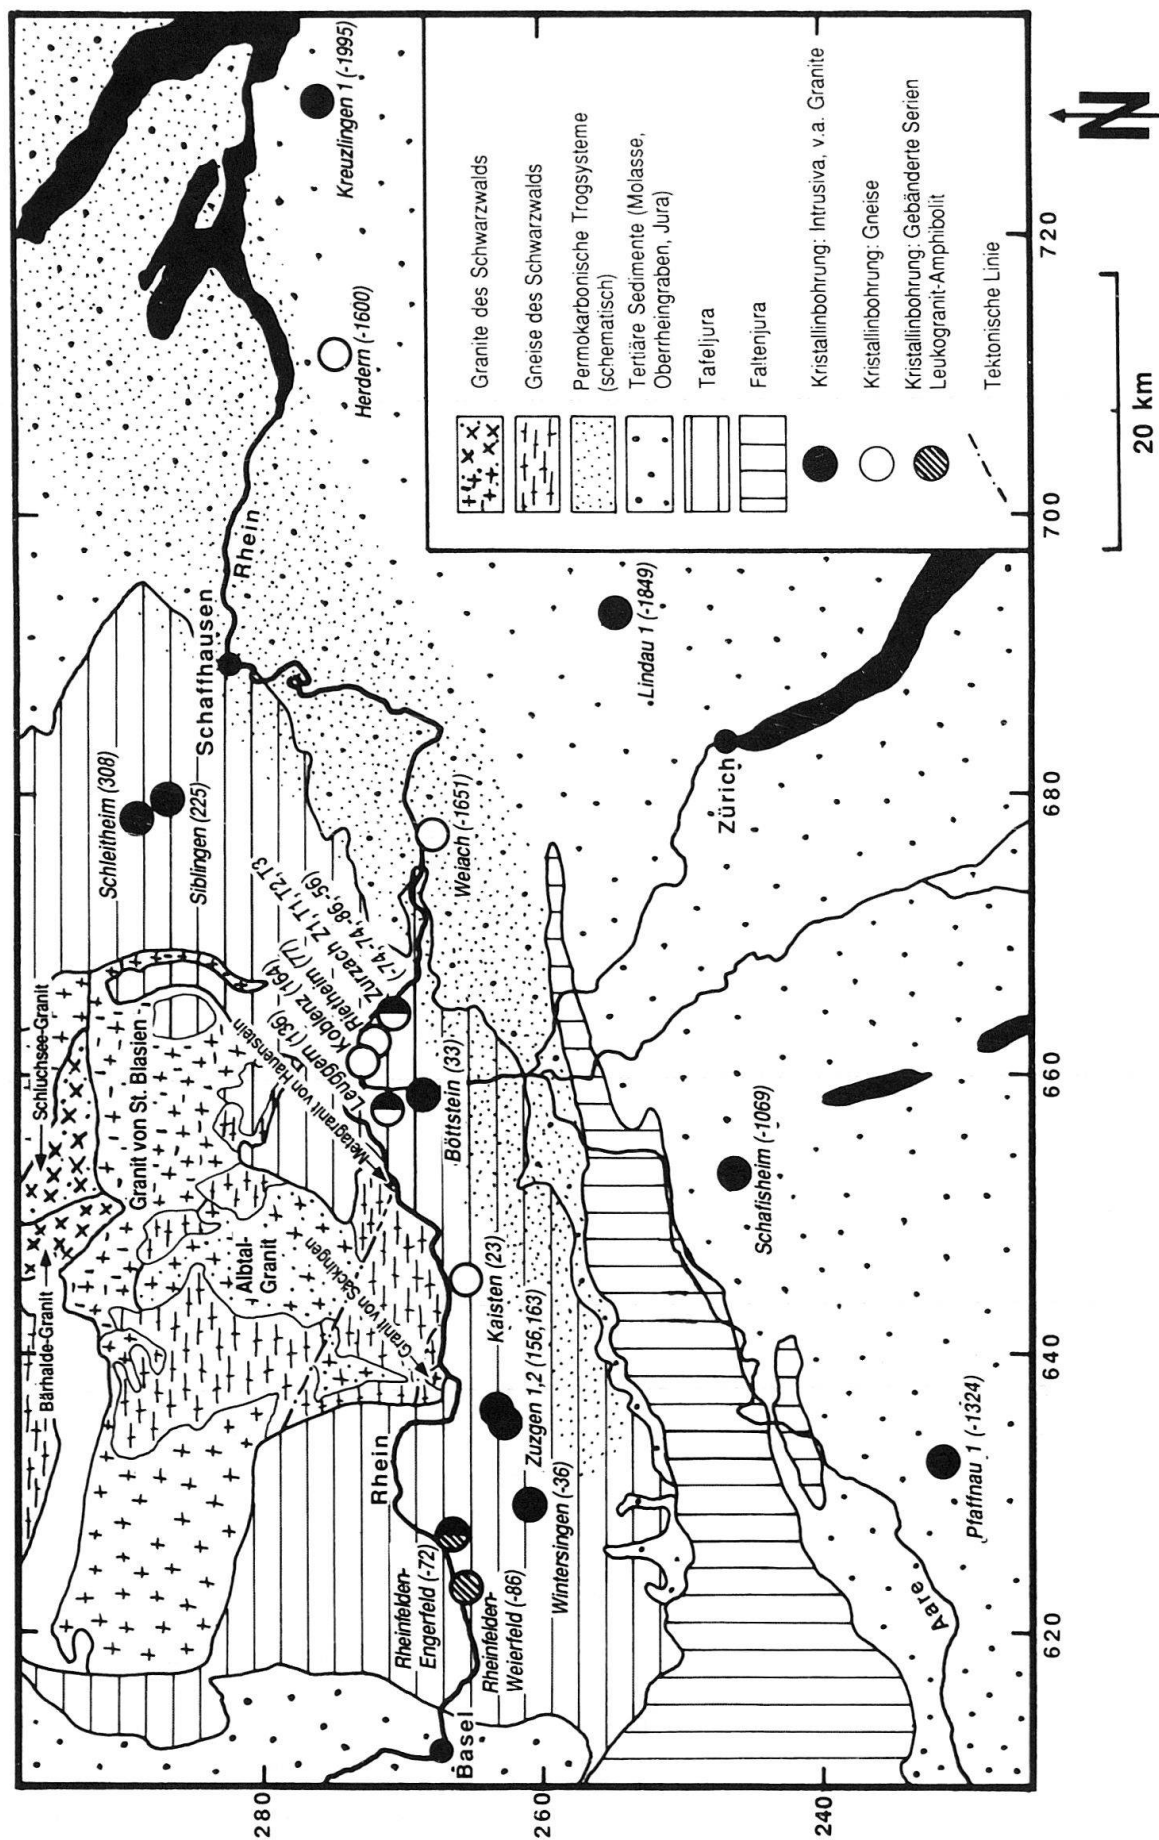 Bärhalde-Granit
Schluchsee-Granit
Granit von St. Blasien
Albtal-
Granit
Granit von Säckingen
Metagranit von Hauenstein
Schleitheim (308)
Siblingen (225)
Schaffhausen
Rhein
Kreuzlingen 1 (-1995)
Herdern (-1600)
Leuggern (136)
Koblenz (164)
Rietheim (77)
Zurzach Z1,T1,T2,T3
(-74,-74,-86,-56)
Weiach (-1651)
Böttstein (33)
Kaisten (23)
Zuzgen 1,2 (156,163)
Wintersingen (-36)
Rhein
Rheinfelden-
Engerfeld (-72)
Rheinfelden-
Weierfeld (-86)
Basel
Lindau 1 (-1849)
Zürich
Schafisheim (-1069)
Pfaffnau 1 (-1324)
Aare
280
260
240
620
640
660
680
700
720
Granite des Schwarzwalds
Gneise des Schwarzwalds
Permokarbonische Trogsysteme
(schematisch)
Tertiäre Sedimente (Molasse,
Oberrheingraben, Jura)
Tafeljura
Faltenjura
Kristallinbohrung: Intrusiva, v.a. Granite
Kristallinbohrung: Gneise
Kristallinbohrung: Gebänderte Serien
Leukogranit-Amphibolit
Tektonische Linie
20 km
N